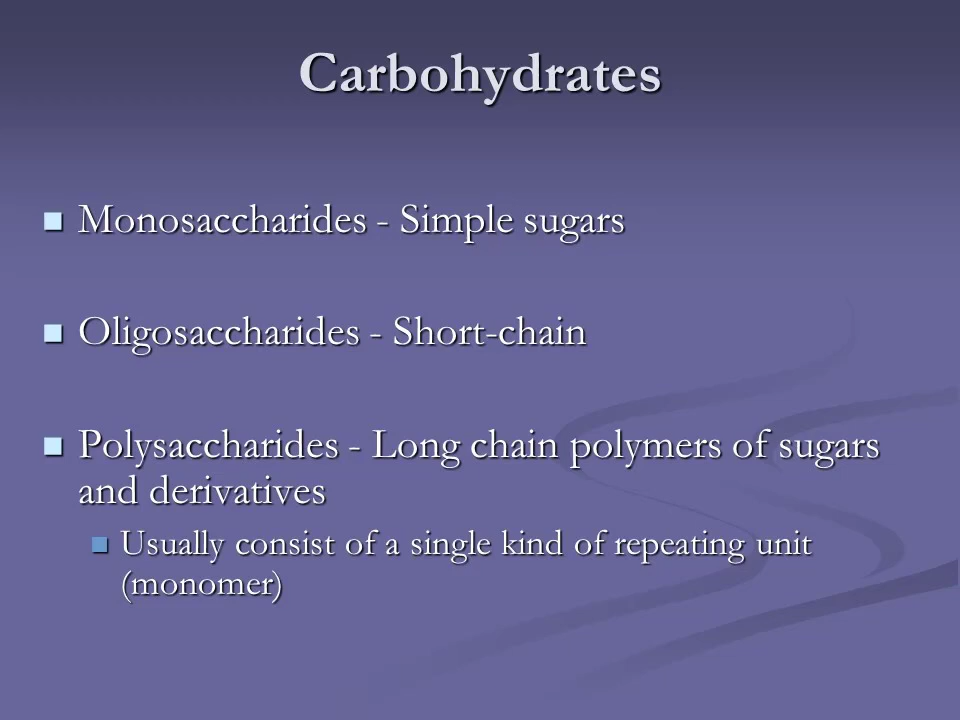 Carbohydrates
Monosaccharides - Simple sugars
Oligosaccharides - Short-chain
Polysaccharides - Long chain polymers of sugars
and derivatives
Usually consist of a single kind of repeating unit
(monomer)